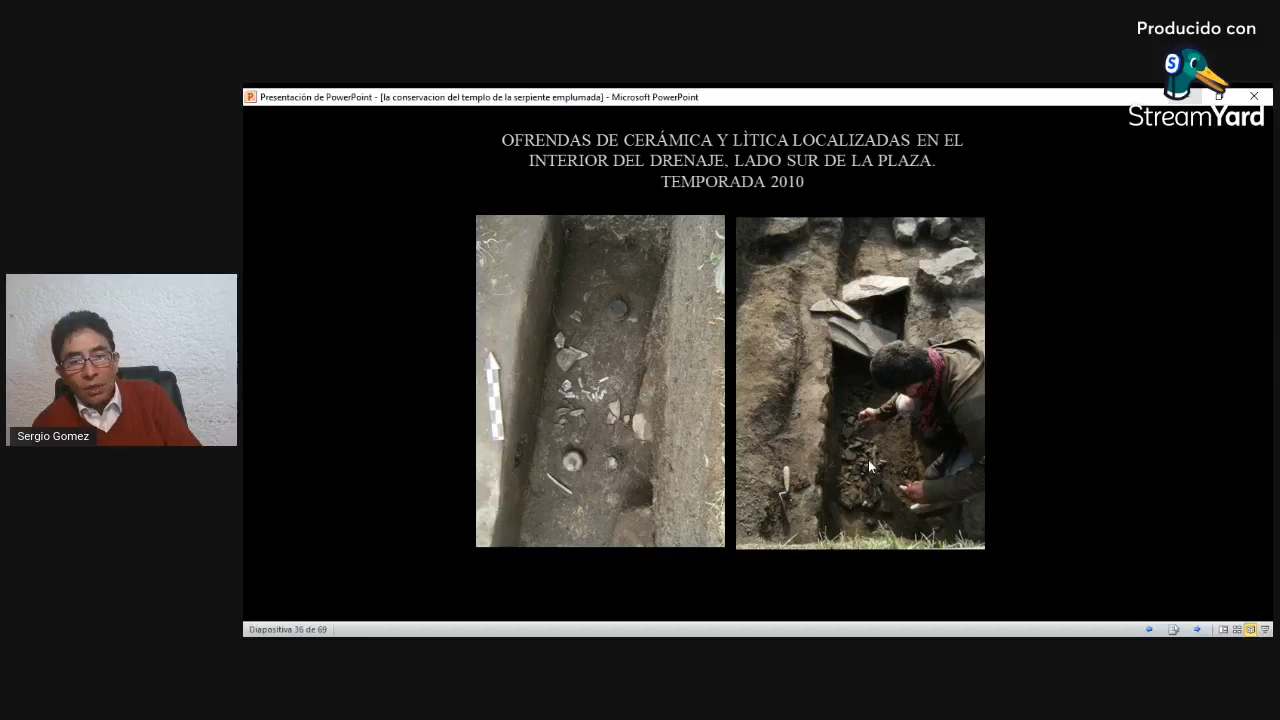 Producido con
StreamYard
Presentación de PowerPoint - [la conservacion del templo de la serpiente emplumada] - Microsoft PowerPoint
OFRENDAS DE CERÁMICA Y LÌTICA LOCALIZADAS EN EL
INTERIOR DEL DRENAJE, LADO SUR DE LA PLAZA.
TEMPORADA 2010
Sergio Gomez
Diapositiva 36 de 69